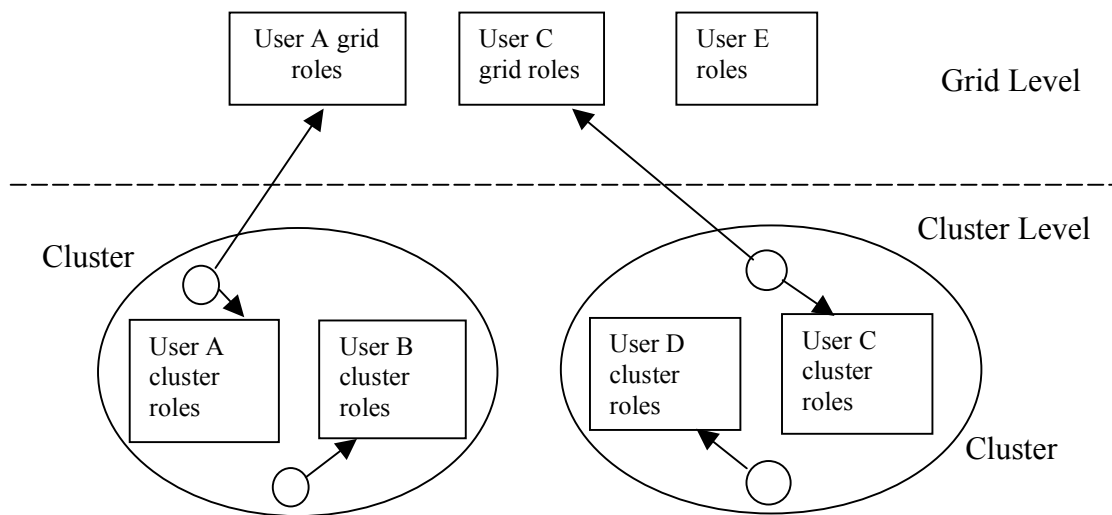 User A grid
roles
User C
grid roles
User E
roles
Grid Level
Cluster Level
Cluster
User A
cluster
roles
User B
cluster
roles
User D
cluster
roles
User C
cluster
roles
Cluster